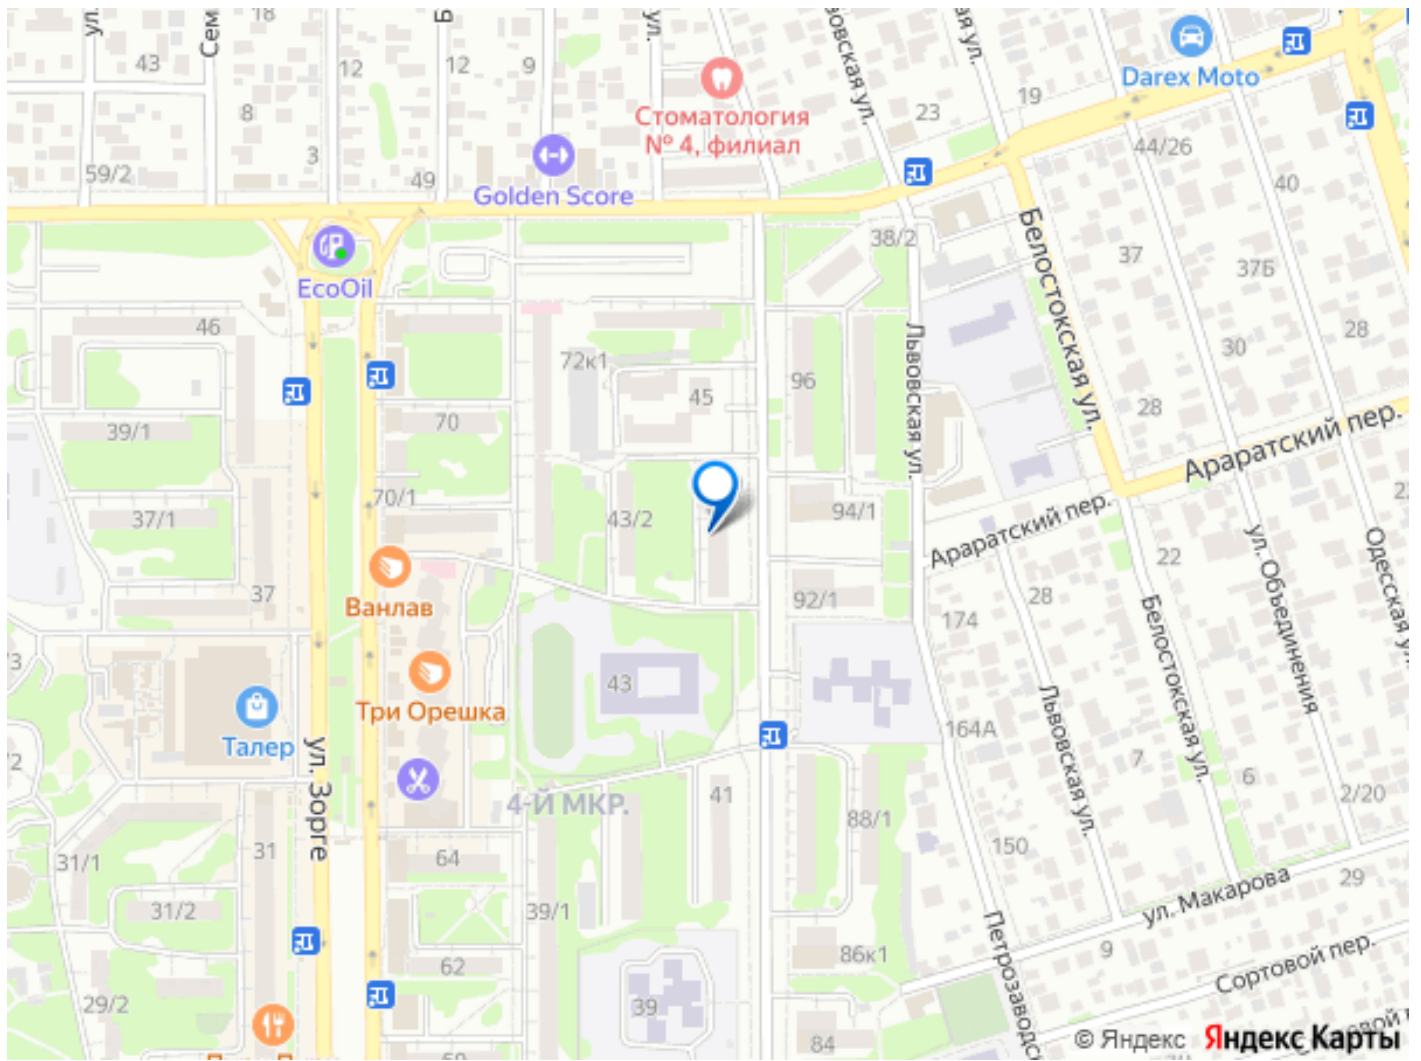 18
ул.
Сем
Б
ул.
вская ул.
кая ул.
43
12
12
9
8
3
23
19
Darex Moto
Стоматология
№ 4, филиал
44/26
59/2
49
Golden Score
40
38/2
37
37Б
EcoOil
Белостокская ул.
46
72к1
28
30
96
45
Львовская ул.
28
39/1
70
Араратский пер.
70/1
37/1
43/2
94/1
Араратский пер.
22
ул. Объединения
Одесская ул.
Ванлав
37
92/1
28
174
Белостокская ул.
43
Три Орешка
Талер
164А
Львовская ул.
7
6
ул. Зорге
4-Й МКР.
41
88/1
2/20
31/1
31
64
150
29
ул. Макарова
31/2
39/1
Петрозаводск
9
86к1
Сортовой пер.
62
29/2
39
84
© Яндекс Яндекс Карты